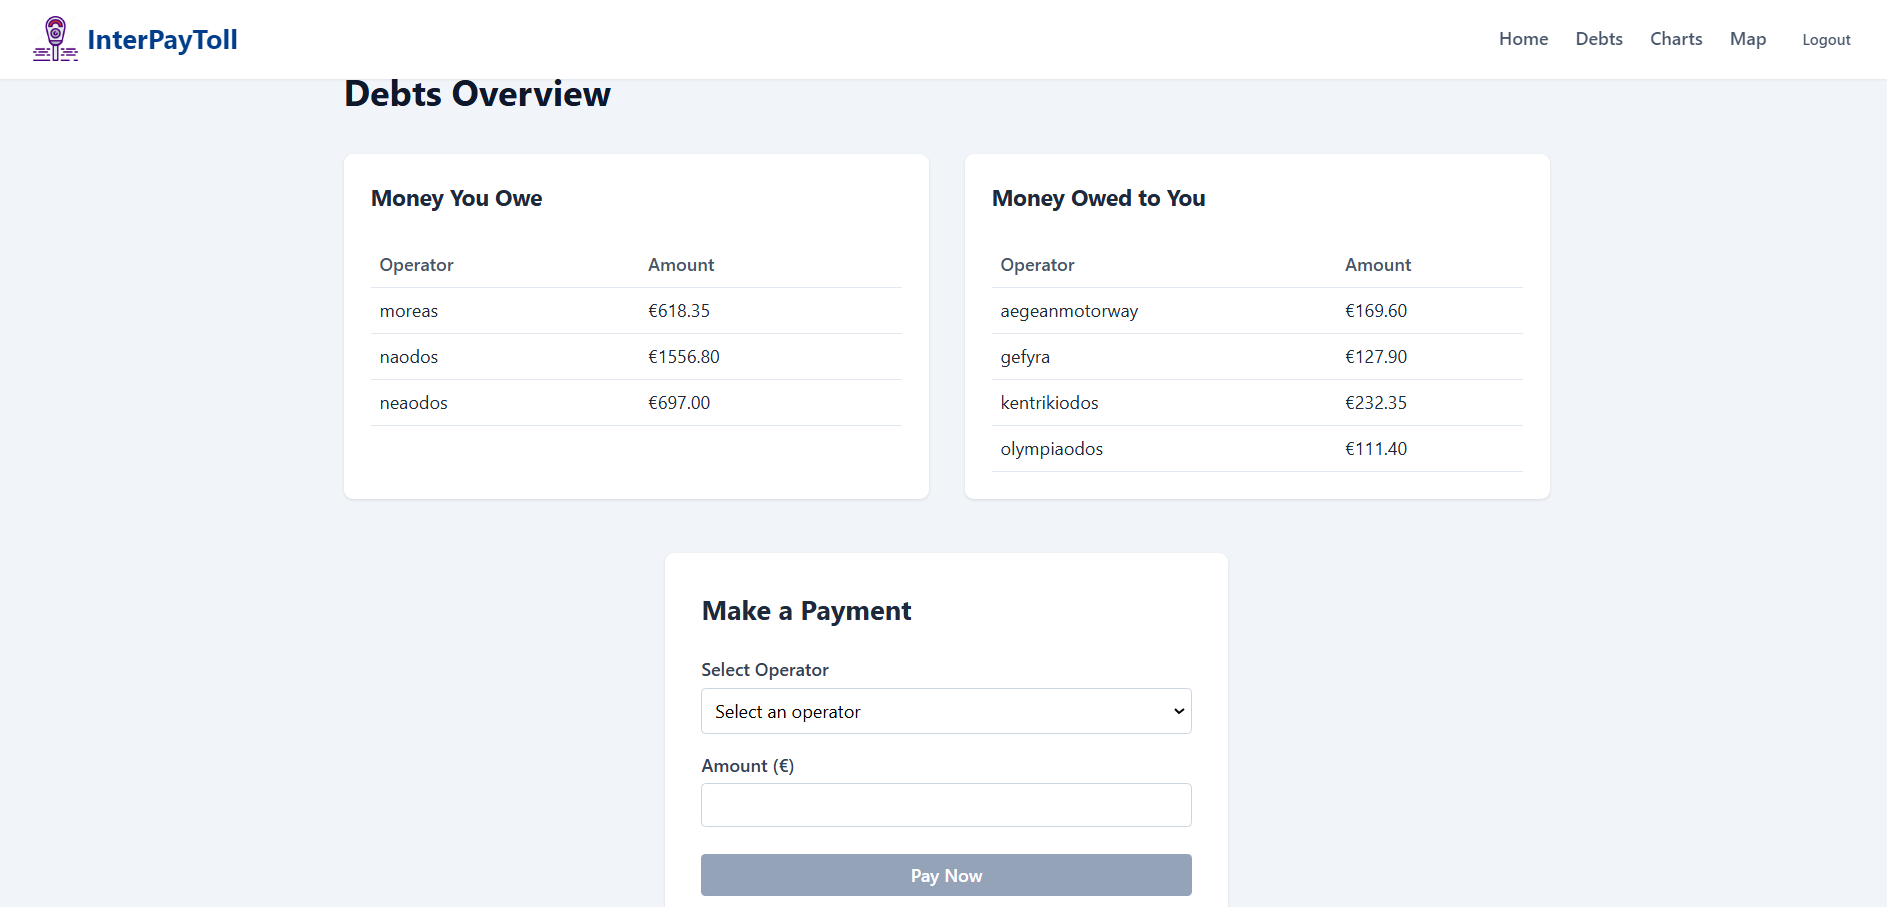 InterPayToll
Home Debts Charts Map Logout
Debts Overview
Money You Owe
Operator Amount
moreas €618.35
naodos €1556.80
neaodos €697.00
Money Owed to You
Operator Amount
aegeanmotorway €169.60
gefyra €127.90
kentrikiodos €232.35
olympiaodos €111.40
Make a Payment
Select Operator
Select an operator
Amount (€)
Pay Now